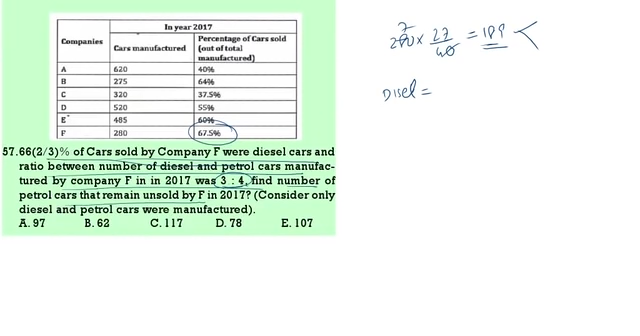 In year 2017
Companies Cars manufactured Percentage of Cars sold (out of total manufactured)
A 620 40%
B 275 64%
C 320 37.5%
D 520 55%
E 485 60%
F 280 67.5%
57.66(2/3)% of Cars sold by Company F were diesel cars and
ratio between number of diesel and petrol cars manufac-
tured by company F in in 2017 was 3 : 4, find number of
petrol cars that remain unsold by F in 2017? (Consider only
diesel and petrol cars were manufactured).
A. 97 B. 62 C. 117 D. 78 E. 107
7
280 × 27/40 = 189
Disel =